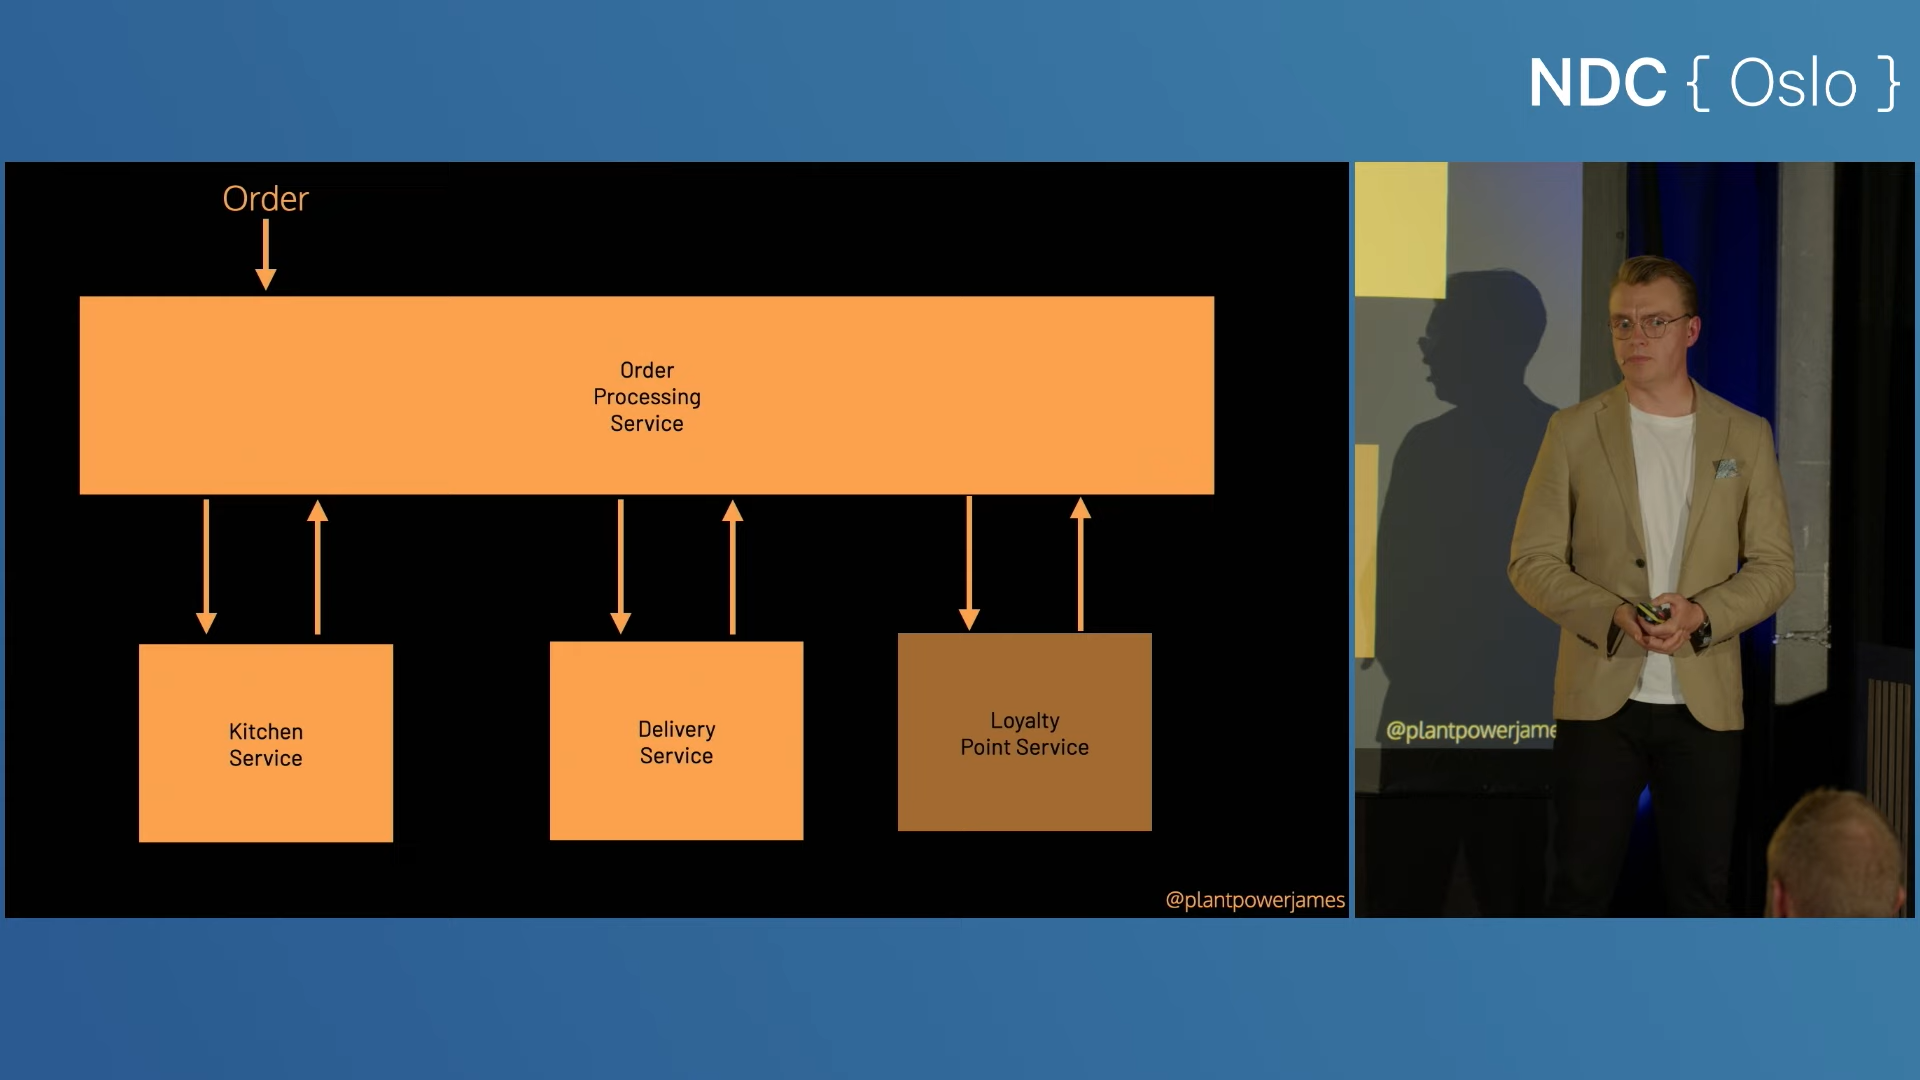 NDC { Oslo }
Order
Order
Processing
Service
Kitchen
Service
Delivery
Service
Loyalty
Point Service
@plantpowerjames
@plantpowerjame